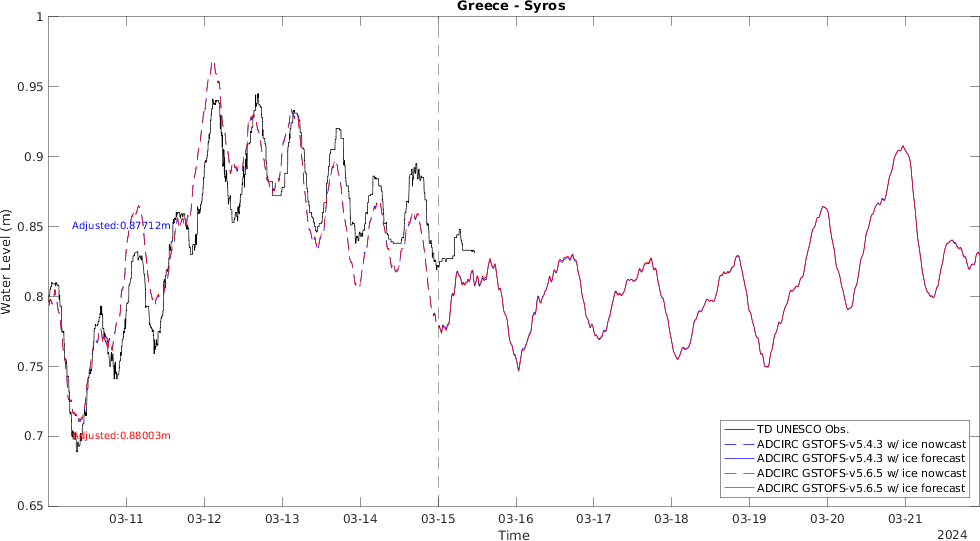 Greece - Syros
1
0.95
0.9
0.85
0.8
0.75
0.7
0.65
Water Level (m)
Adjusted:0.87712m
Adjusted:0.88003m
TD UNESCO Obs.
ADCIRC GSTOFS-v5.4.3 w/ ice nowcast
ADCIRC GSTOFS-v5.4.3 w/ ice forecast
ADCIRC GSTOFS-v5.6.5 w/ ice nowcast
ADCIRC GSTOFS-v5.6.5 w/ ice forecast
03-11 03-12 03-13 03-14 03-15 03-16 03-17 03-18 03-19 03-20 03-21
Time
2024